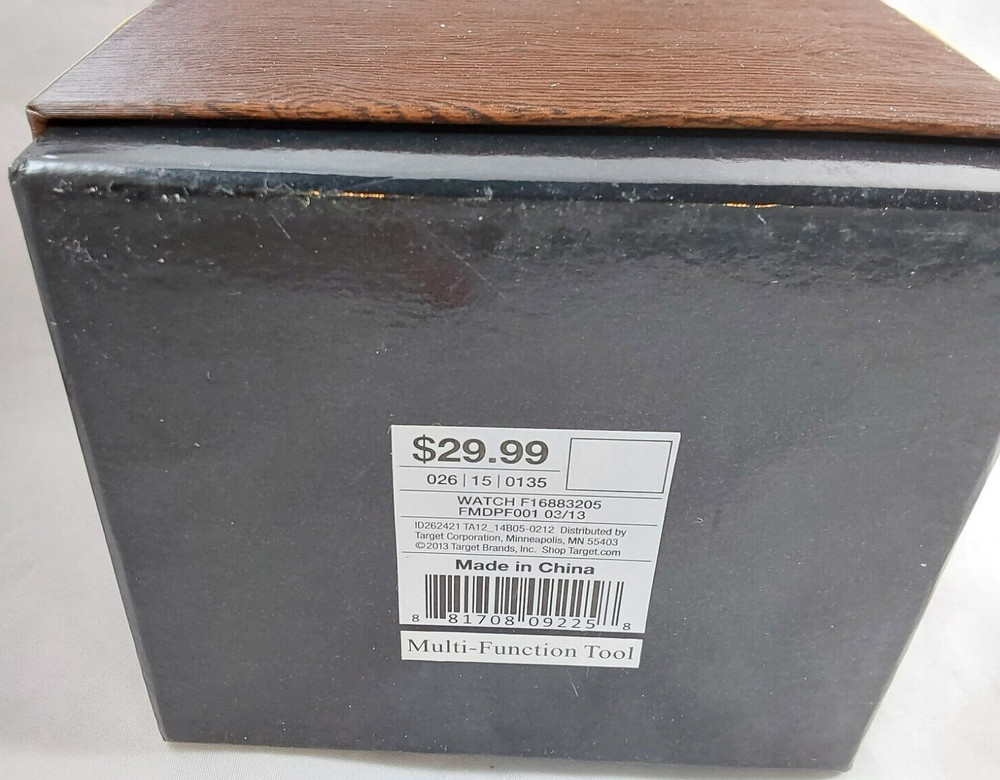 $29.99
026 | 15 | 0135
WATCH F16883205
FMDPF001 03/13
ID262421 TA12_14B05-0212 Distributed by
Target Corporation, Minneapolis, MN 55403
©2013 Target Brands, Inc. Shop Target.com
Made in China
8 81708 09225 8
Multi-Function Tool